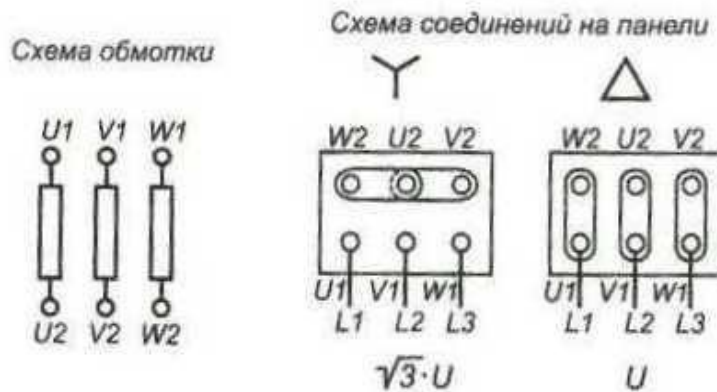 Схема соединений на панели
Схема обмотки
U1 V1 W1
U2 V2 W2
W2 U2 V2
U1 V1 W1
L1 L2 L3
√3·U
W2 U2 V2
U1 V1 W1
L1 L2 L3
U